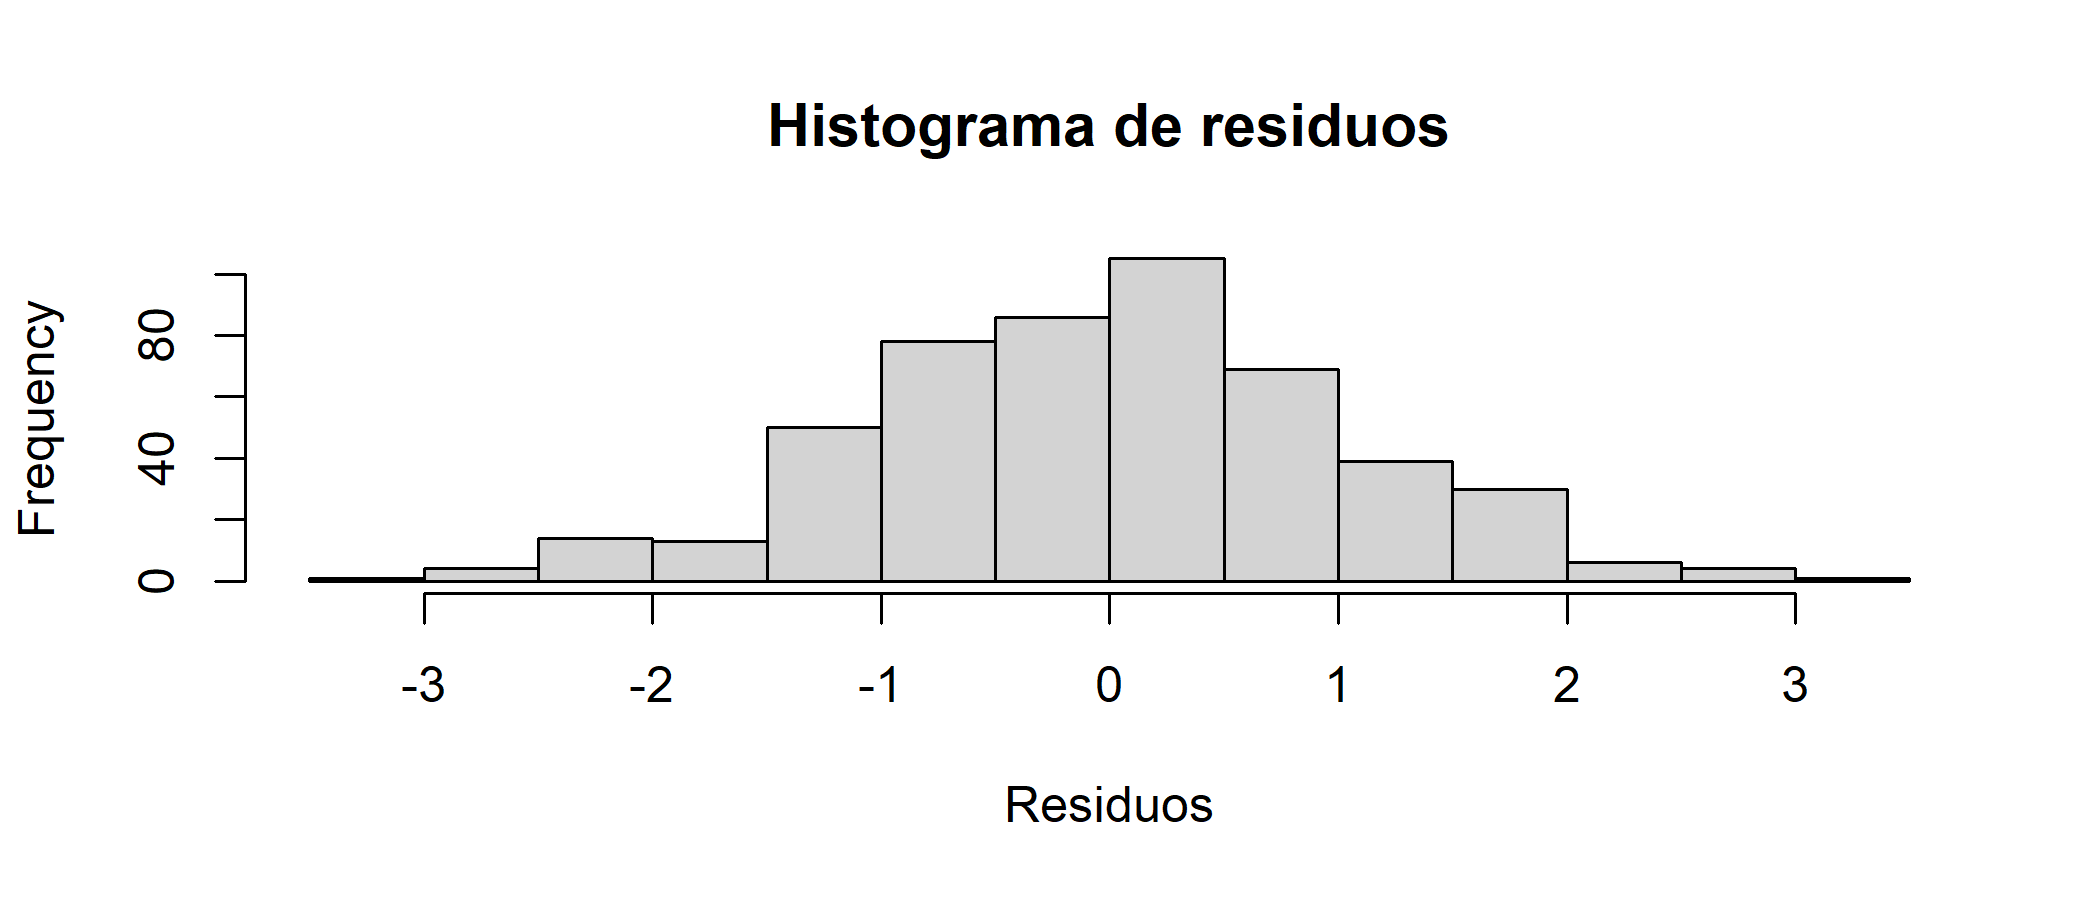 Histograma de residuos
Frequency
80
40
0
-3 -2 -1 0 1 2 3
Residuos